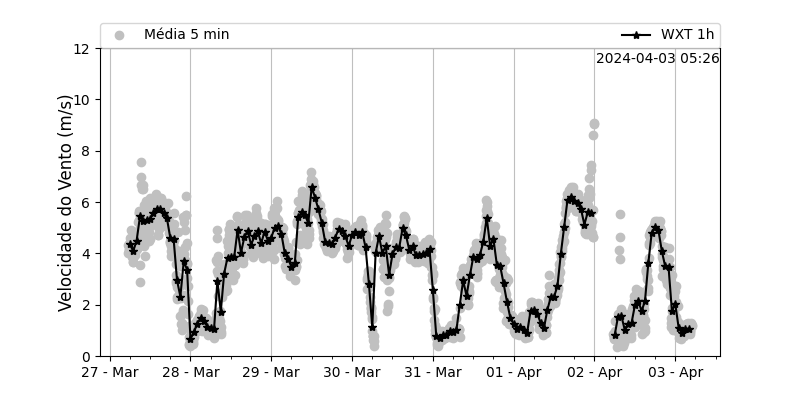 Média 5 min
WXT 1h
2024-04-03 05:26
Velocidade do Vento (m/s)
12
10
8
6
4
2
0
27 - Mar
28 - Mar
29 - Mar
30 - Mar
31 - Mar
01 - Apr
02 - Apr
03 - Apr